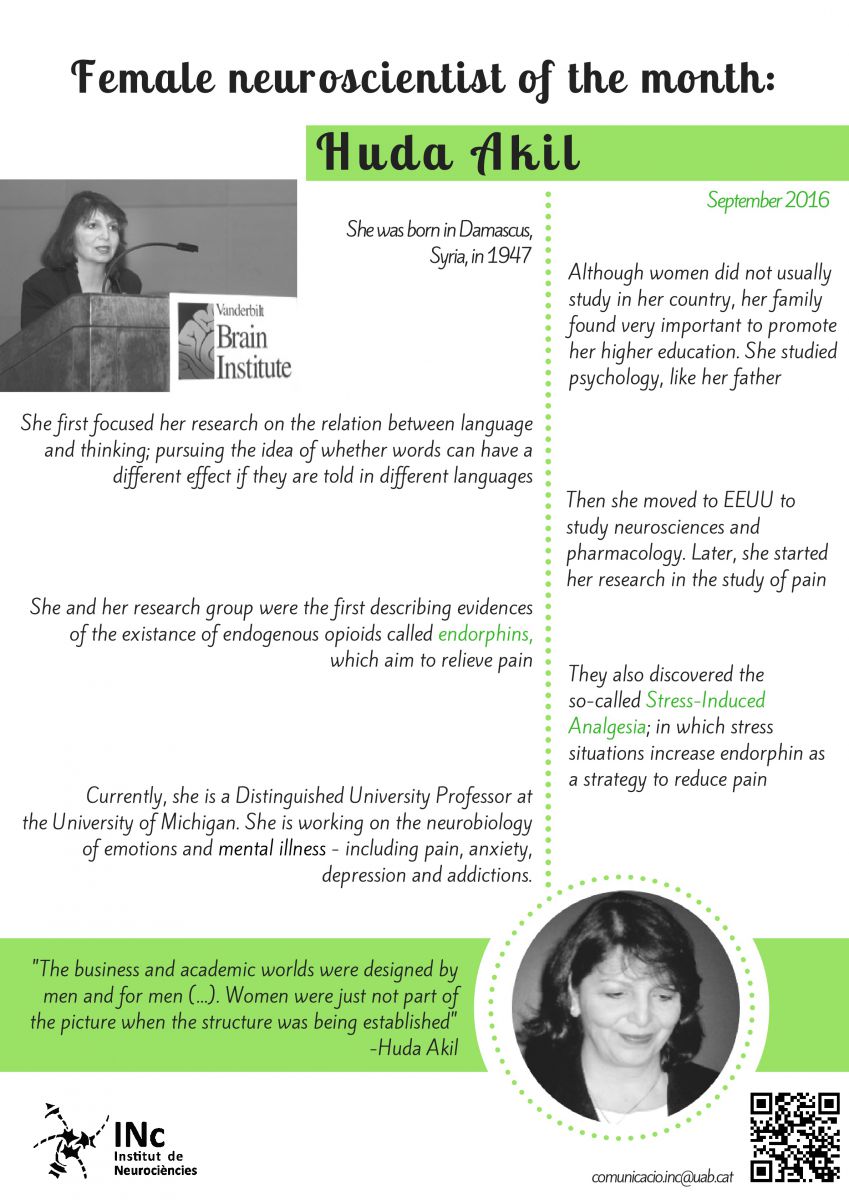 Female neuroscientist of the month:
Huda Akil
September 2016
Vanderbilt
Brain
Institute
She was born in Damascus,
Syria, in 1947
Although women did not usually
study in her country, her family
found very important to promote
her higher education. She studied
psychology, like her father
She first focused her research on the relation between language
and thinking; pursuing the idea of whether words can have a
different effect if they are told in different languages
Then she moved to EEUU to
study neurosciences and
pharmacology. Later, she started
her research in the study of pain
She and her research group were the first describing evidences
of the existance of endogenous opioids called endorphins,
which aim to relieve pain
They also discovered the
so-called Stress-Induced
Analgesia; in which stress
situations increase endorphin as
a strategy to reduce pain
Currently, she is a Distinguished University Professor at
the University of Michigan. She is working on the neurobiology
of emotions and mental illness - including pain, anxiety,
depression and addictions.
"The business and academic worlds were designed by
men and for men (...). Women were just not part of
the picture when the structure was being established"
-Huda Akil
INc
Institut de
Neurociències
comunicacio.inc@uab.cat